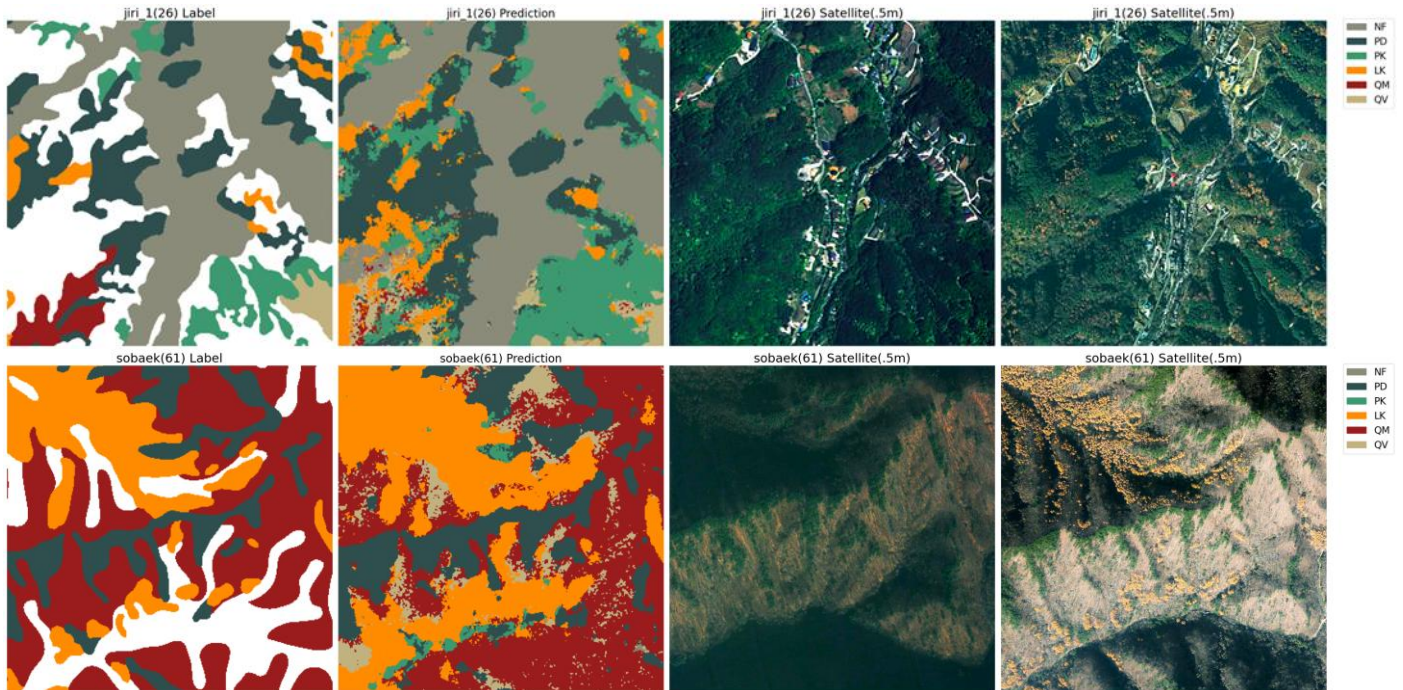 jiri_1(26) Label
jiri_1(26) Prediction
jiri_1(26) Satellite(.5m)
jiri_1(26) Satellite(.5m)
NF
PD
PK
LK
QM
QV
sobaek(61) Label
sobaek(61) Prediction
sobaek(61) Satellite(.5m)
sobaek(61) Satellite(.5m)
NF
PD
PK
LK
QM
QV